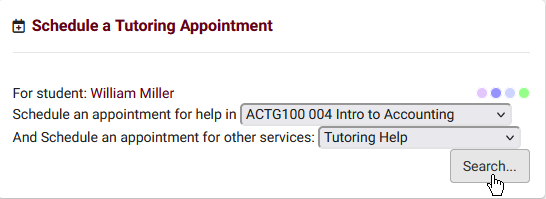 Schedule a Tutoring Appointment
For student: William Miller
Schedule an appointment for help in ACTG100 004 Intro to Accounting
And Schedule an appointment for other services: Tutoring Help
Search...